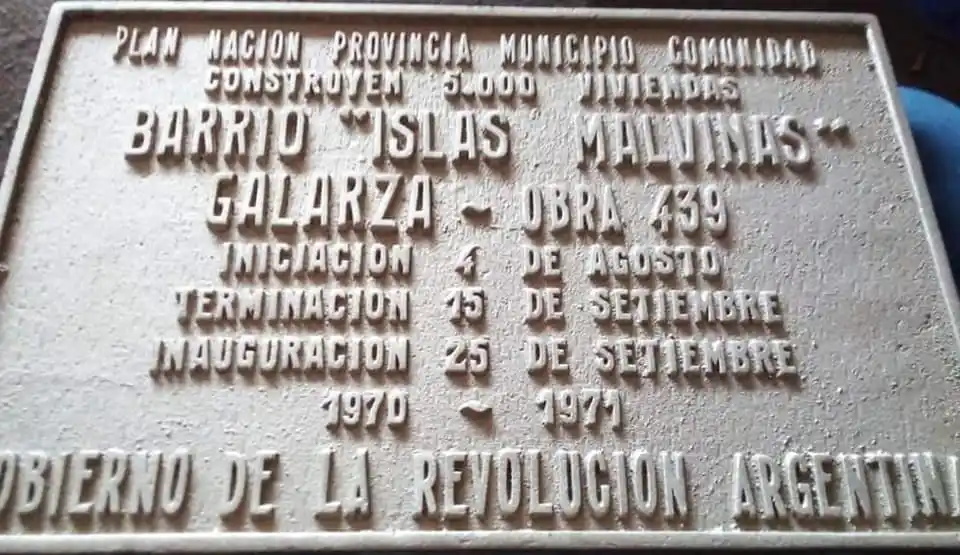 PLAN NACION PROVINCIA MUNICIPIO COMUNIDAD
CONSTRUYEN 5.000 VIVIENDAS
BARRIO "ISLAS MALVINAS"
GALARZA ~ OBRA 439
INICIACION 4 DE AGOSTO
TERMINACION 15 DE SETIEMBRE
INAUGURACION 25 DE SETIEMBRE
1970 ~ 1971
OBIERNO DE LA REVOLUCION ARGENTIN